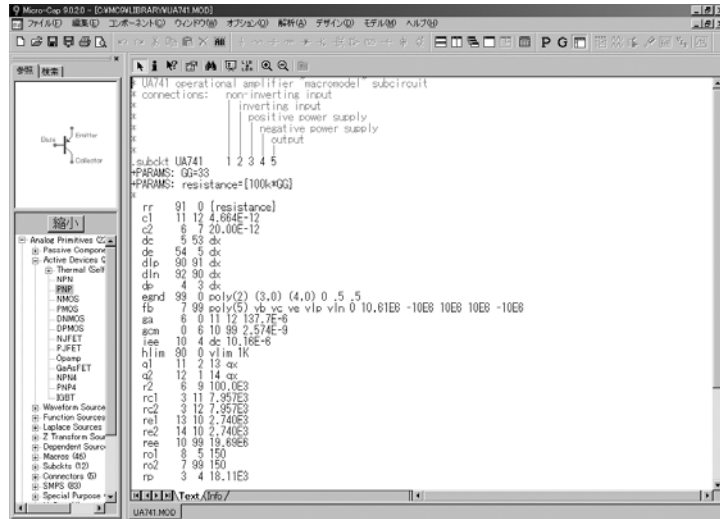 Micro-Cap 9.0.2.0 - [C:\MC9\LIBRARY\UA741.MOD]
ファイル(F) 編集(E) コンポーネント(C) ウィンドウ(W) オプション(O) 解析(A) デザイン(D) モデル(M) ヘルプ(H)
参照 検索
Emitter
Collector
縮小
Analog Primitives
Passive Compone
Active Devices
Thermal (Self
NPN
PNP
NMOS
PMOS
DNMOS
DPMOS
NJFET
PJFET
Opamp
GaAsFET
NPN4
PNP4
IGBT
Waveform Source
Function Sources
Laplace Sources
Z Transform Sour
Dependent Source
Macros (46)
Subckts (12)
Connectors (5)
SMPS (83)
Special Purpose
* UA741 operational amplifier "macromodel" subcircuit
* connections: non-inverting input
* | inverting input
* | | positive power supply
* | | | negative power supply
* | | | | output
* | | | | |
.subckt UA741 1 2 3 4 5
+PARAMS: GG=33
+PARAMS: resistance={100k*GG}
*
rr 91 0 {resistance}
c1 11 12 4.664E-12
c2 6 7 20.00E-12
dc 5 53 dx
de 54 5 dx
dlp 90 91 dx
dln 92 90 dx
dp 4 3 dx
egnd 99 0 poly(2) (3,0) (4,0) 0 .5 .5
fb 7 99 poly(5) vb vc ve vlp vln 0 10.61E6 -10E6 10E6 10E6 -10E6
ga 6 0 11 12 137.7E-6
gcm 0 6 10 99 2.574E-9
iee 10 4 dc 10.16E-6
hlim 90 0 vlim 1K
q1 11 2 13 qx
q2 12 1 14 qx
r2 6 9 100.0E3
rc1 3 11 7.957E3
rc2 3 12 7.957E3
re1 13 10 2.740E3
re2 14 10 2.740E3
ree 10 99 19.69E6
ro1 8 5 150
ro2 7 99 150
rp 3 4 18.11E3
Text Info
UA741.MOD